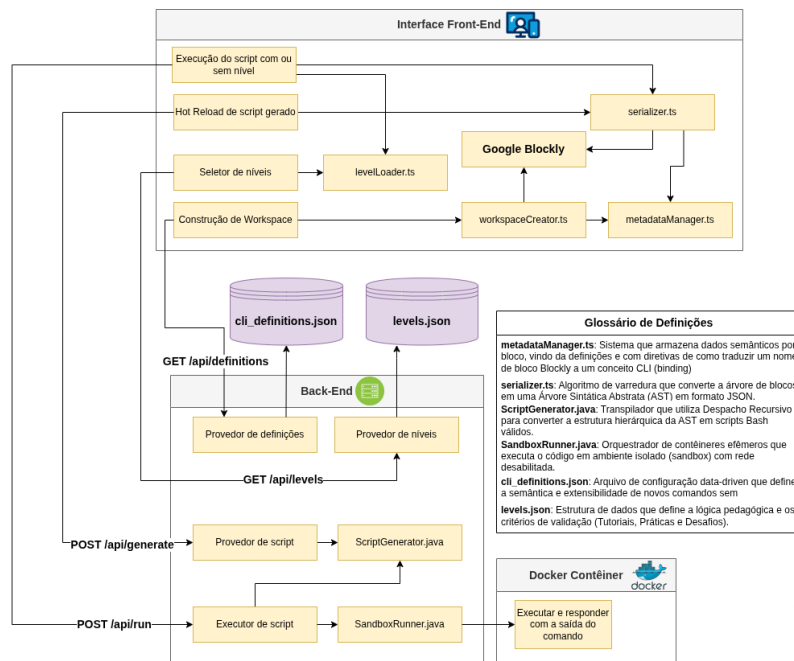 Interface Front-End
Execução do script com ou
sem nível
Hot Reload de script gerado
serializer.ts
Google Blockly
Seletor de níveis
levelLoader.ts
Construção de Workspace
workspaceCreator.ts
metadataManager.ts
cli_definitions.json
levels.json
GET /api/definitions
Back-End
Provedor de definições
Provedor de níveis
GET /api/levels
POST /api/generate
Provedor de script
ScriptGenerator.java
POST /api/run
Executor de script
SandboxRunner.java
Glossário de Definições
metadataManager.ts: Sistema que armazena dados semânticos por
bloco, vindo da definições e com diretivas de como traduzir um nome
de bloco Blockly a um conceito CLI (binding)
serializer.ts: Algoritmo de varredura que converte a árvore de blocos
em uma Árvore Sintática Abstrata (AST) em formato JSON.
ScriptGenerator.java: Transpilador que utiliza Despacho Recursivo
para converter a estrutura hierárquica da AST em scripts Bash
válidos.
SandboxRunner.java: Orquestrador de contêineres efêmeros que
executa o código em ambiente isolado (sandbox) com rede
desabilitada.
cli_definitions.json: Arquivo de configuração data-driven que define
a semântica e extensibilidade de novos comandos sem
levels.json: Estrutura de dados que define a lógica pedagógica e os
critérios de validação (Tutoriais, Práticas e Desafios).
Docker Contêiner
docker
Executar e responder
com a saída do
comando